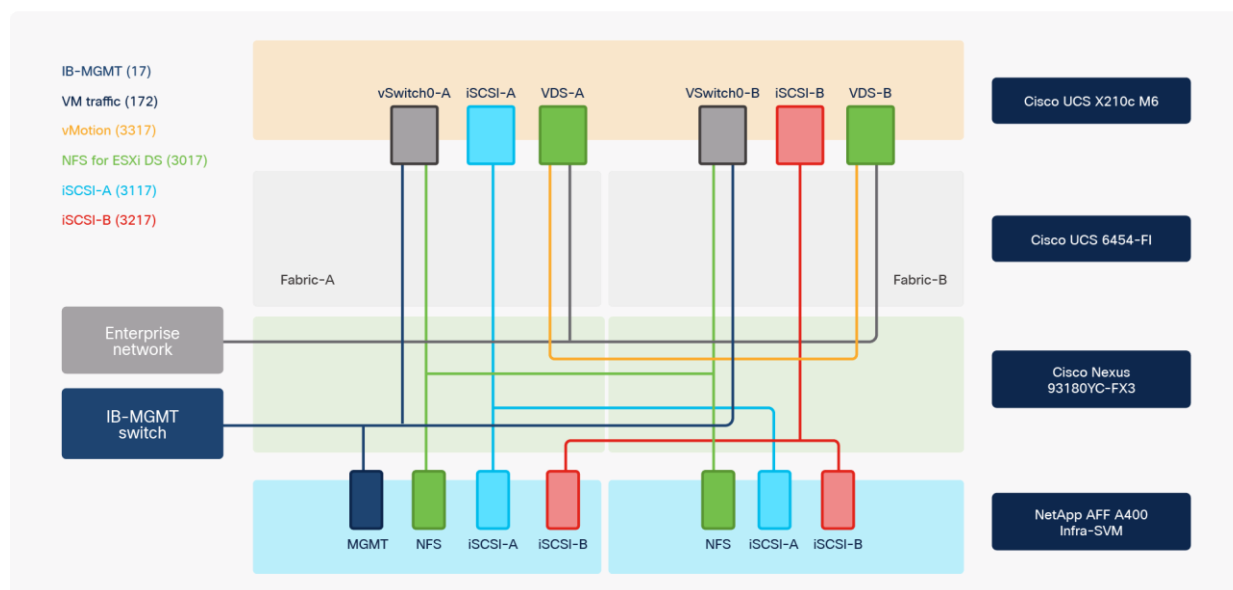 IB-MGMT (17)
VM traffic (172)
vMotion (3317)
NFS for ESXi DS (3017)
iSCSI-A (3117)
iSCSI-B (3217)
vSwitch0-A
iSCSI-A
VDS-A
VSwitch0-B
iSCSI-B
VDS-B
Cisco UCS X210c M6
Fabric-A
Fabric-B
Cisco UCS 6454-FI
Enterprise
network
IB-MGMT
switch
Cisco Nexus
93180YC-FX3
MGMT
NFS
iSCSI-A
iSCSI-B
NFS
iSCSI-A
iSCSI-B
NetApp AFF A400
Infra-SVM